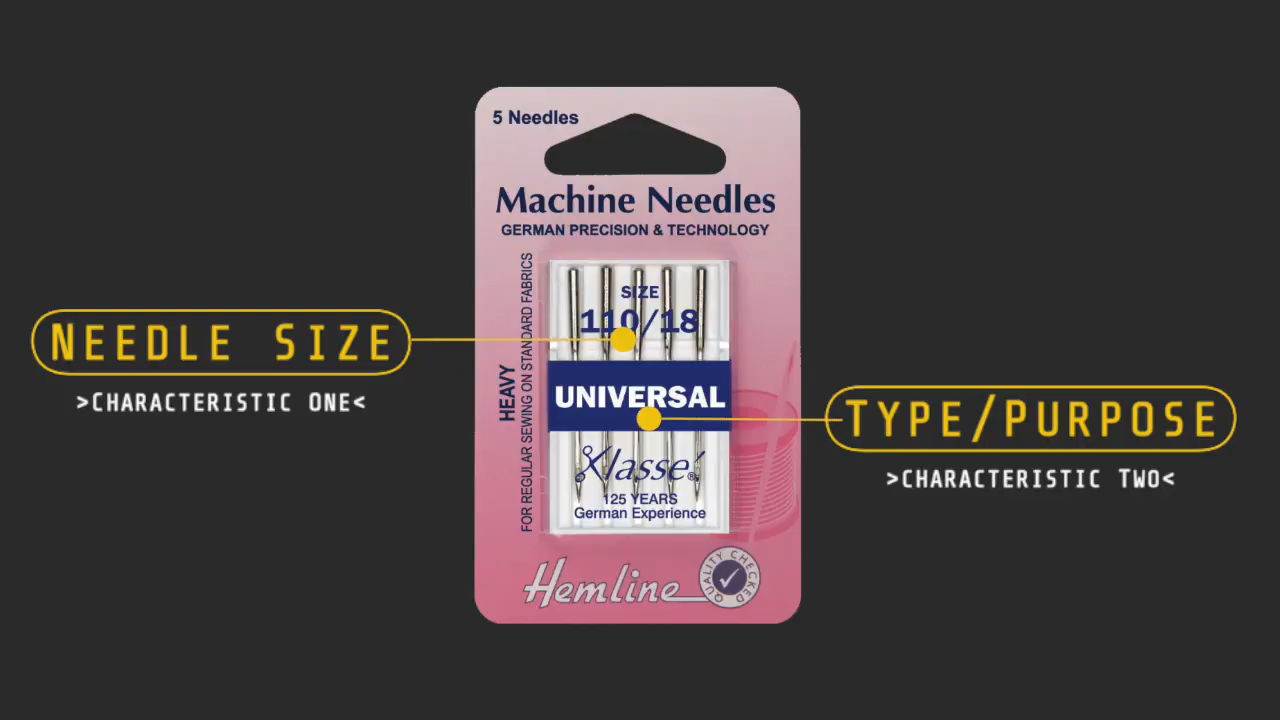 5 Needles
Machine Needles
GERMAN PRECISION & TECHNOLOGY
HEAVY
FOR REGULAR SEWING ON STANDARD FABRICS
SIZE
110/18
UNIVERSAL
Klassé®
125 YEARS
German Experience
Hemline
QUALITY CHECKED
NEEDLE SIZE
>CHARACTERISTIC ONE<
TYPE/PURPOSE
>CHARACTERISTIC TWO<